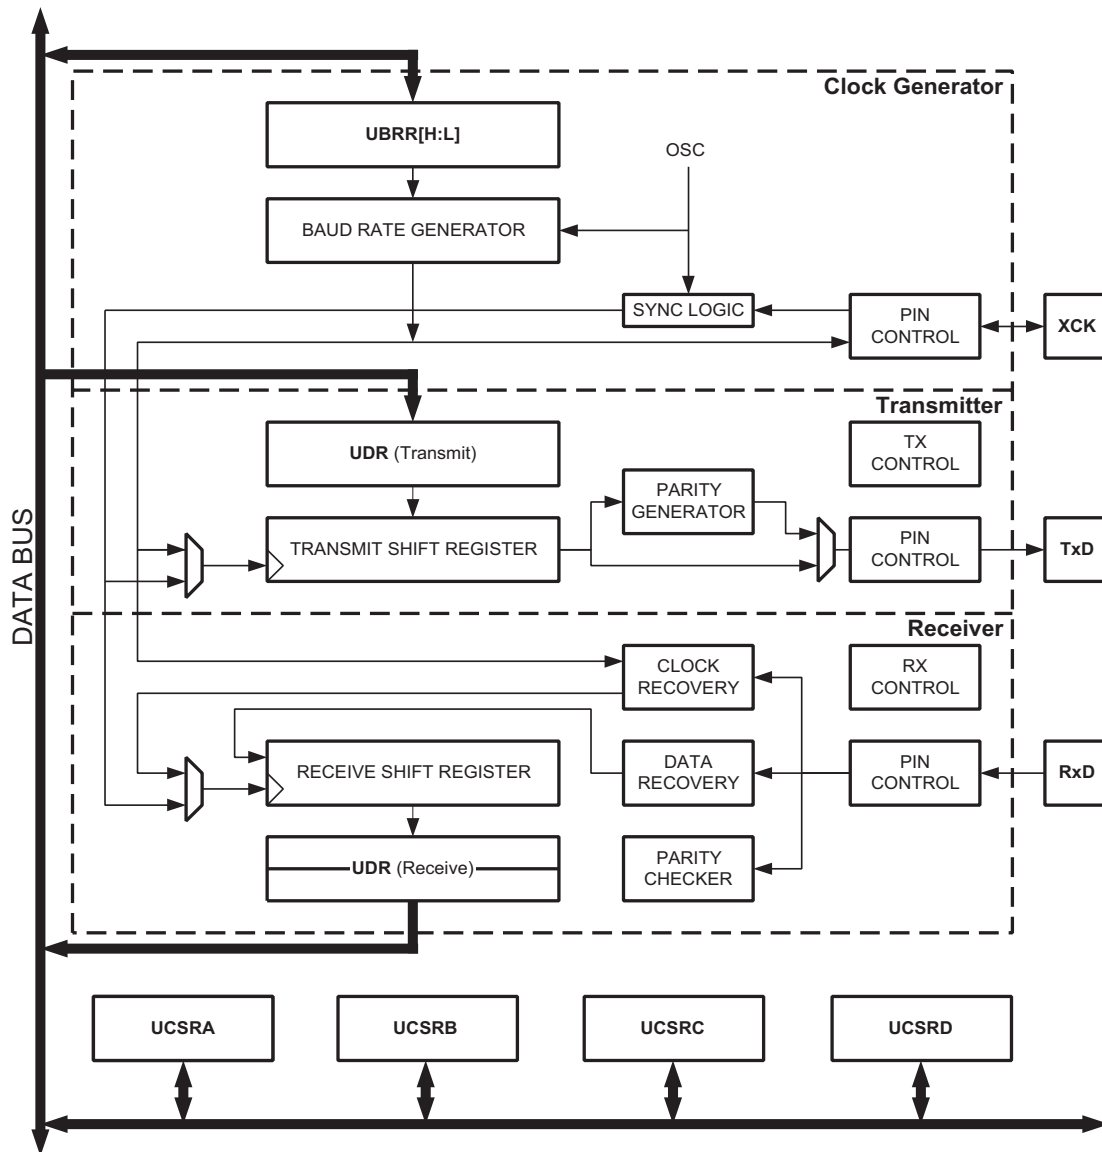 Clock Generator
UBRR[H:L]
OSC
BAUD RATE GENERATOR
SYNC LOGIC
PIN
CONTROL
XCK
Transmitter
TX
CONTROL
UDR (Transmit)
PARITY
GENERATOR
TRANSMIT SHIFT REGISTER
PIN
CONTROL
TxD
DATA BUS
Receiver
CLOCK
RECOVERY
RX
CONTROL
RECEIVE SHIFT REGISTER
DATA
RECOVERY
PIN
CONTROL
RxD
UDR (Receive)
PARITY
CHECKER
UCSRA
UCSRB
UCSRC
UCSRD